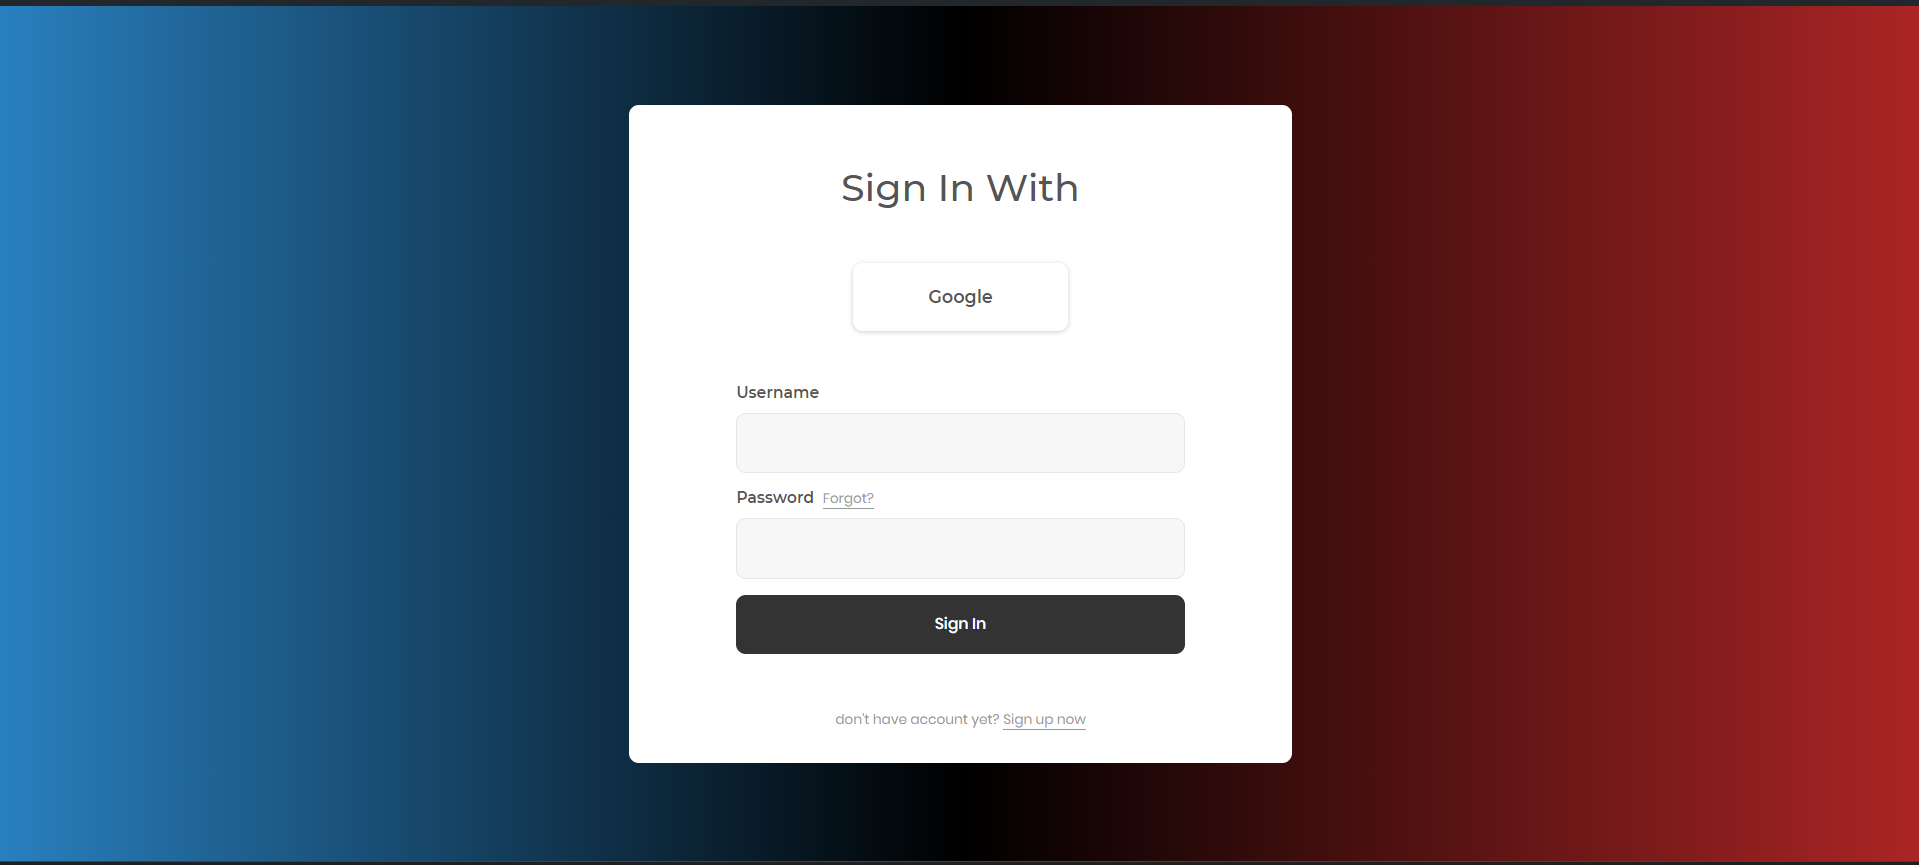 Sign In With
Google
Username
Password Forgot?
Sign In
don't have account yet? Sign up now